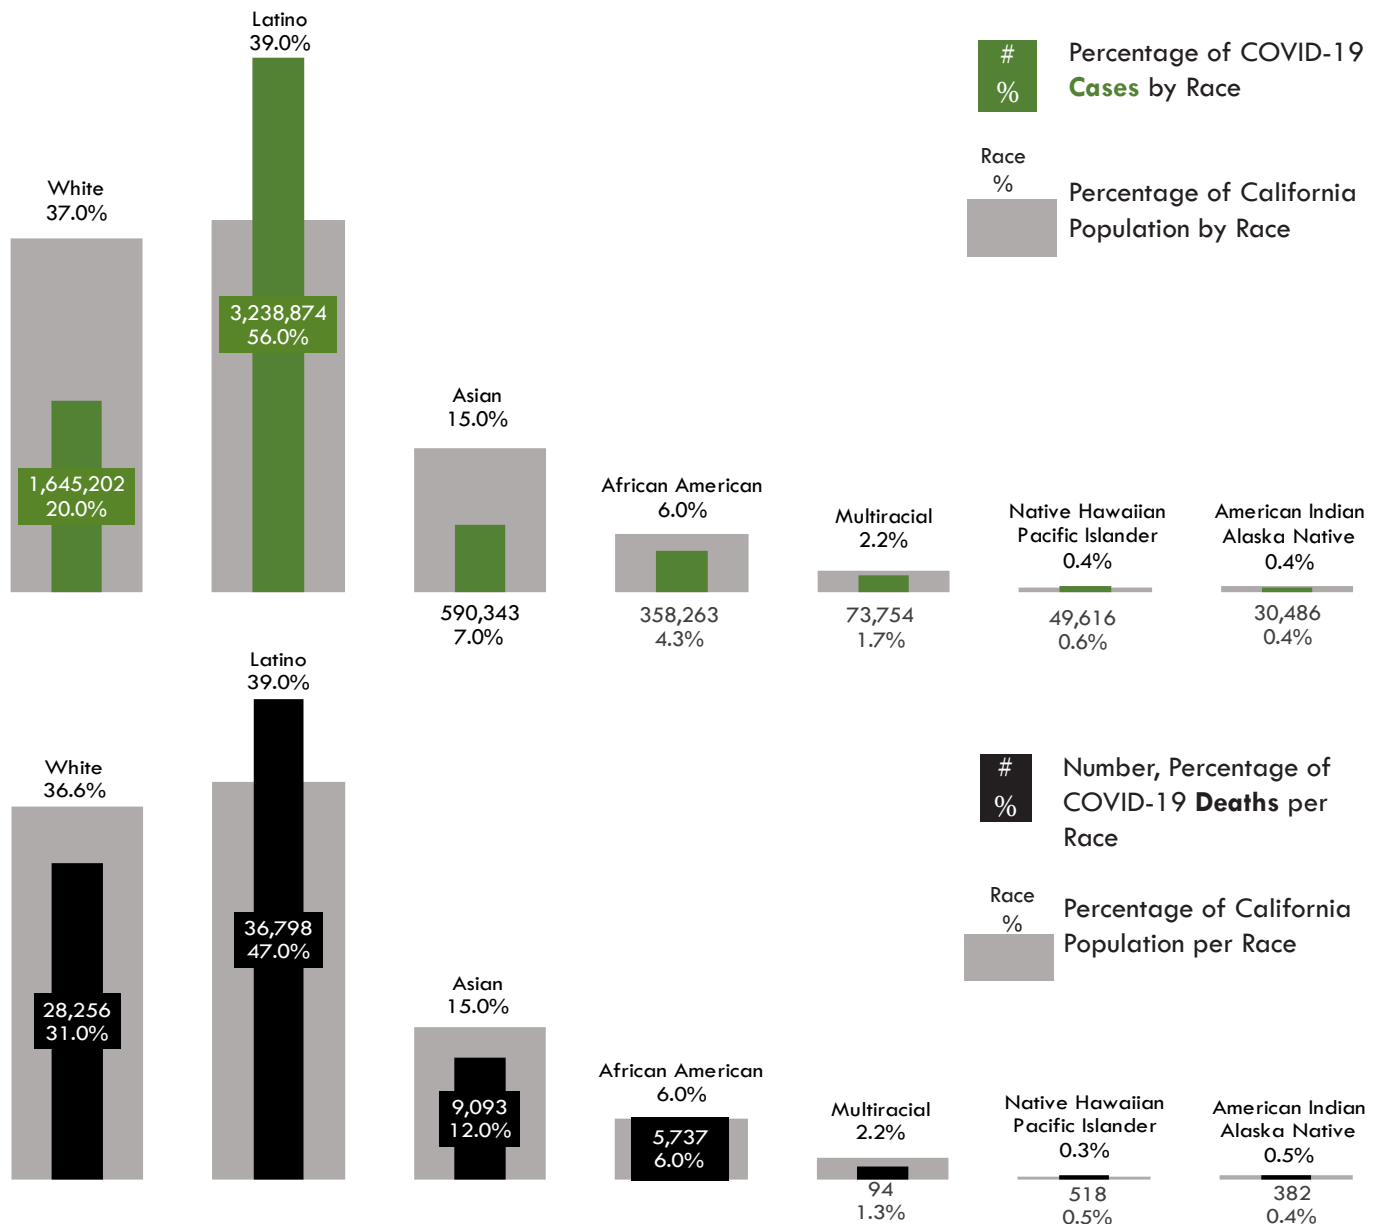 Latino
39.0%
#
%
Percentage of COVID-19
Cases by Race
Race
%
Percentage of California
Population by Race
White
37.0%
3,238,874
56.0%
Asian
15.0%
1,645,202
20.0%
African American
6.0%
Multiracial
2.2%
Native Hawaiian
Pacific Islander
0.4%
American Indian
Alaska Native
0.4%
590,343
7.0%
358,263
4.3%
73,754
1.7%
49,616
0.6%
30,486
0.4%
Latino
39.0%
White
36.6%
#
%
Number, Percentage of
COVID-19 Deaths per
Race
Race
%
Percentage of California
Population per Race
36,798
47.0%
28,256
31.0%
Asian
15.0%
9,093
12.0%
African American
6.0%
5,737
6.0%
Multiracial
2.2%
Native Hawaiian
Pacific Islander
0.3%
American Indian
Alaska Native
0.5%
94
1.3%
518
0.5%
382
0.4%